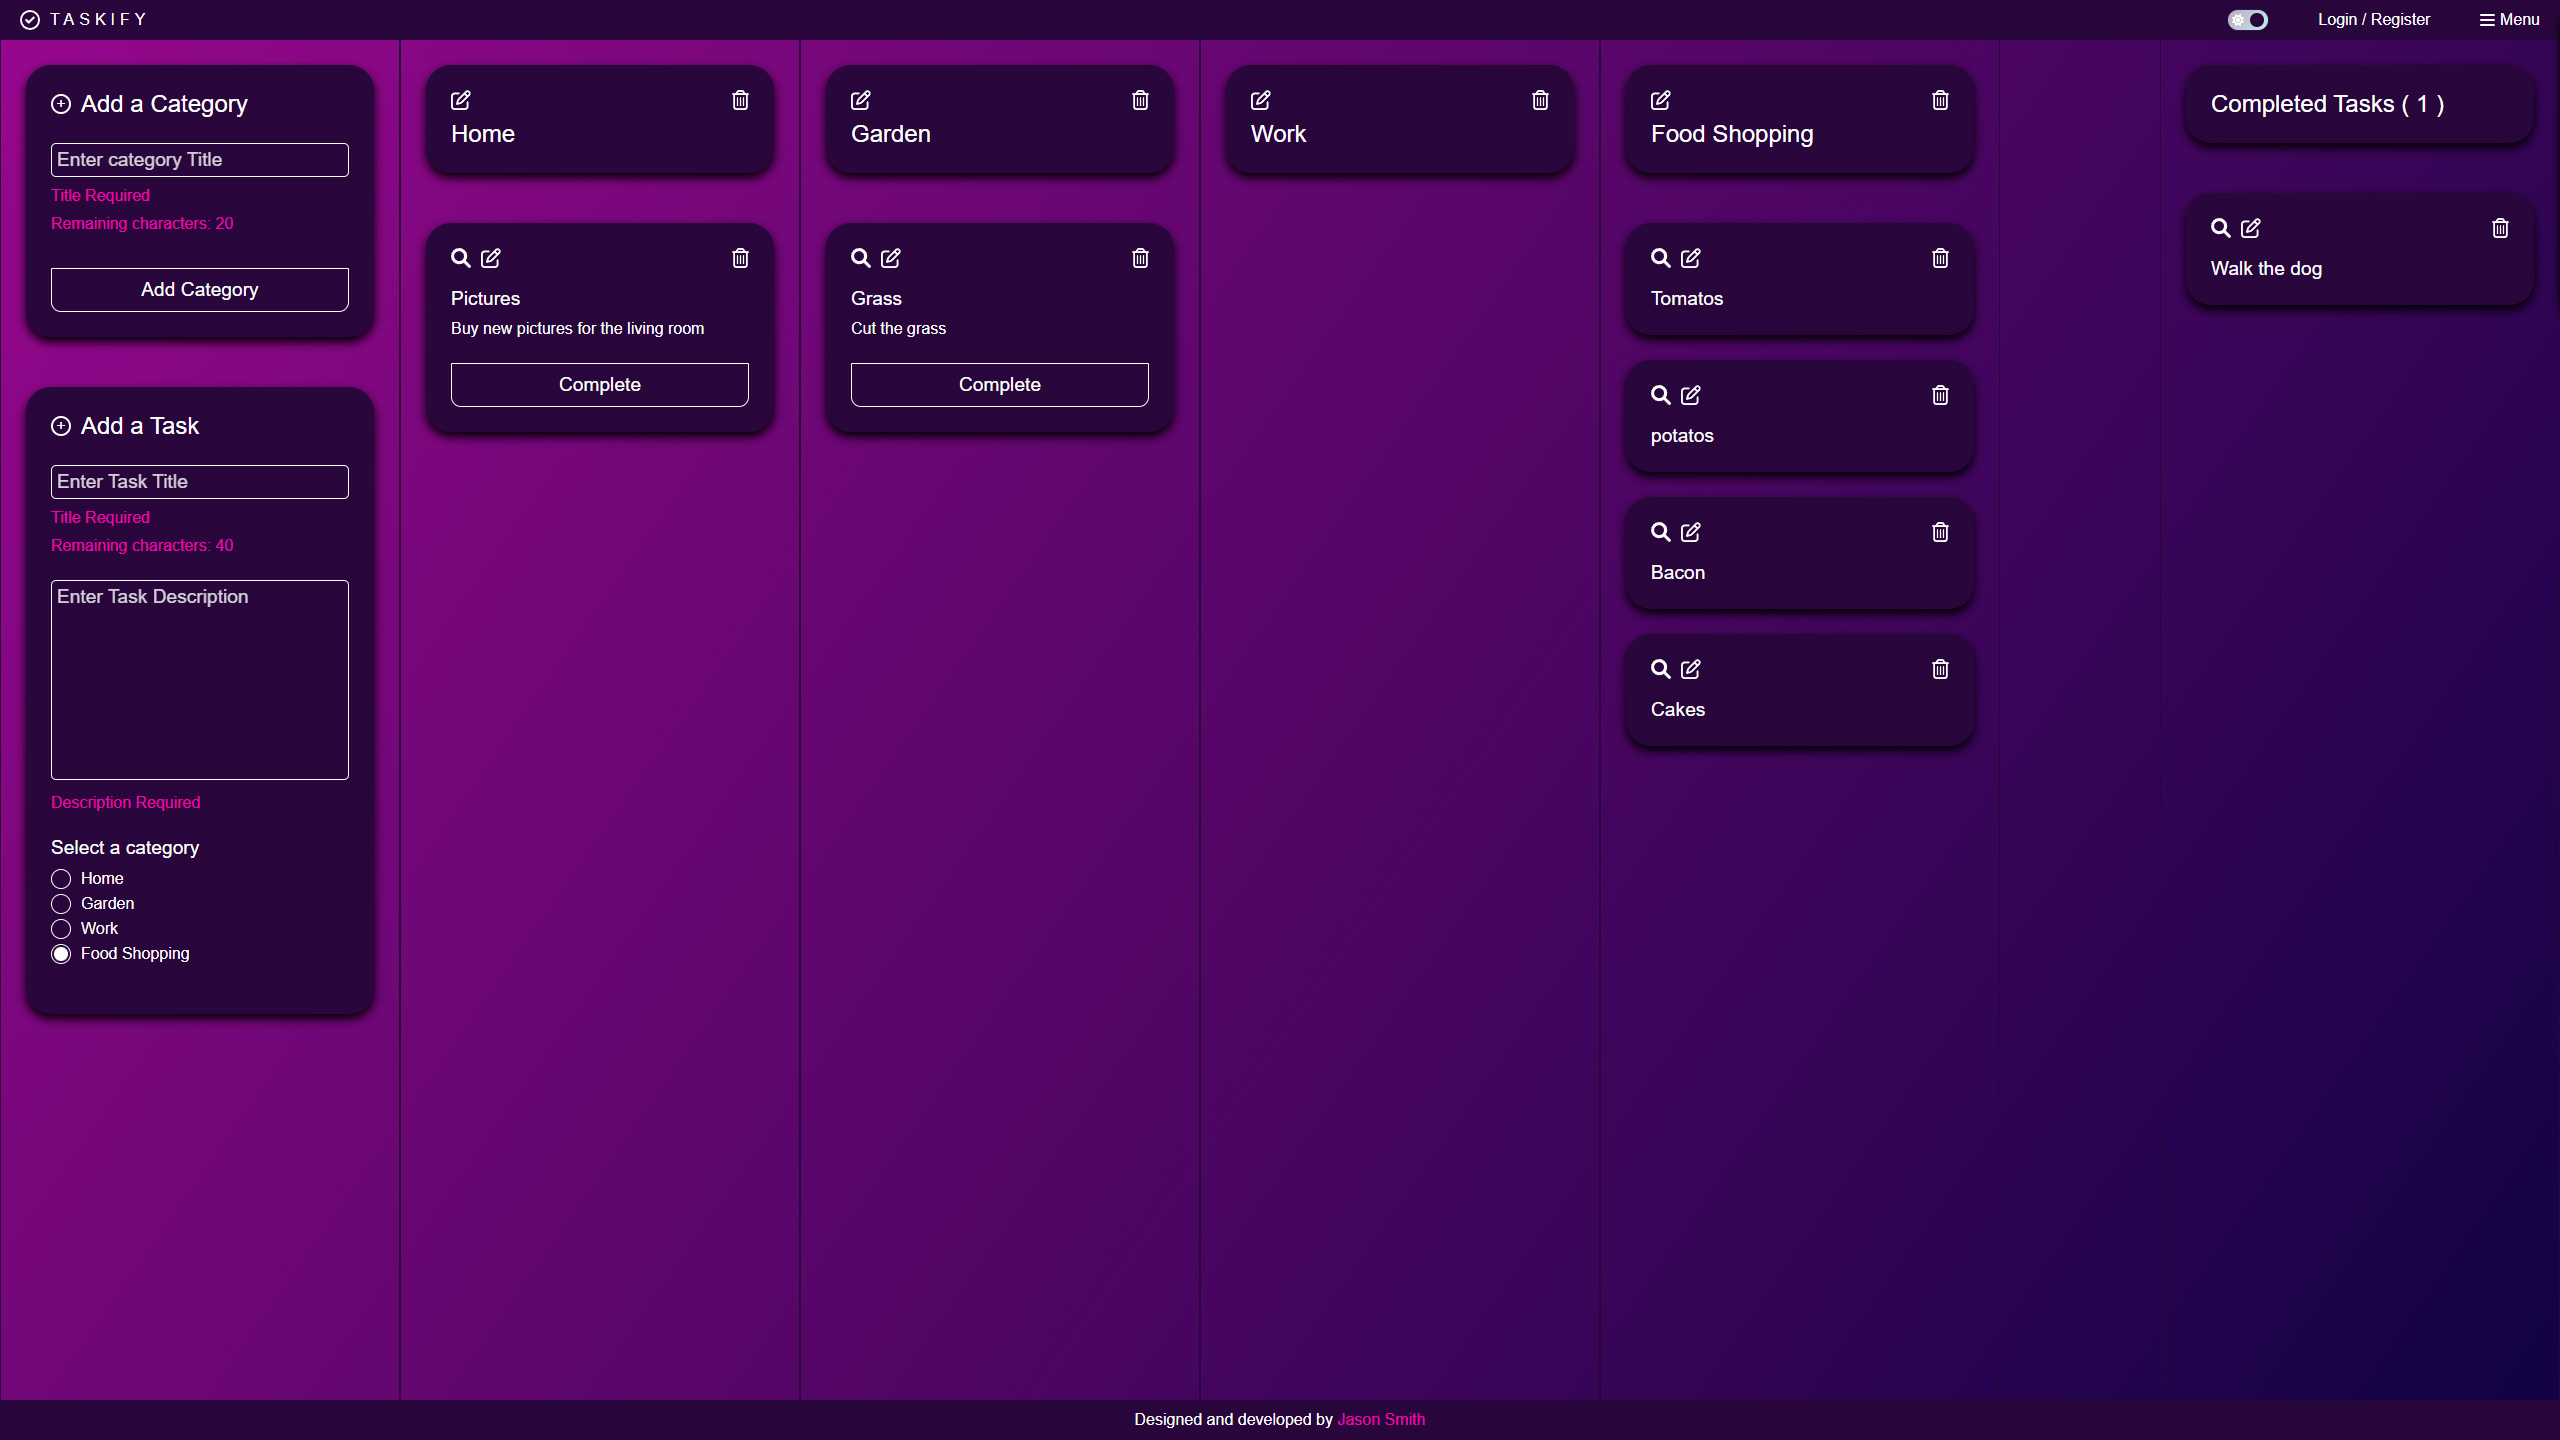 TASKIFY
Login / Register
Menu
Add a Category
Enter category Title
Title Required
Remaining characters: 20
Add Category
Add a Task
Enter Task Title
Title Required
Remaining characters: 40
Enter Task Description
Description Required
Select a category
Home
Garden
Work
Food Shopping
Home
Pictures
Buy new pictures for the living room
Complete
Garden
Grass
Cut the grass
Complete
Work
Food Shopping
Tomatos
potatos
Bacon
Cakes
Completed Tasks ( 1 )
Walk the dog
Designed and developed by Jason Smith